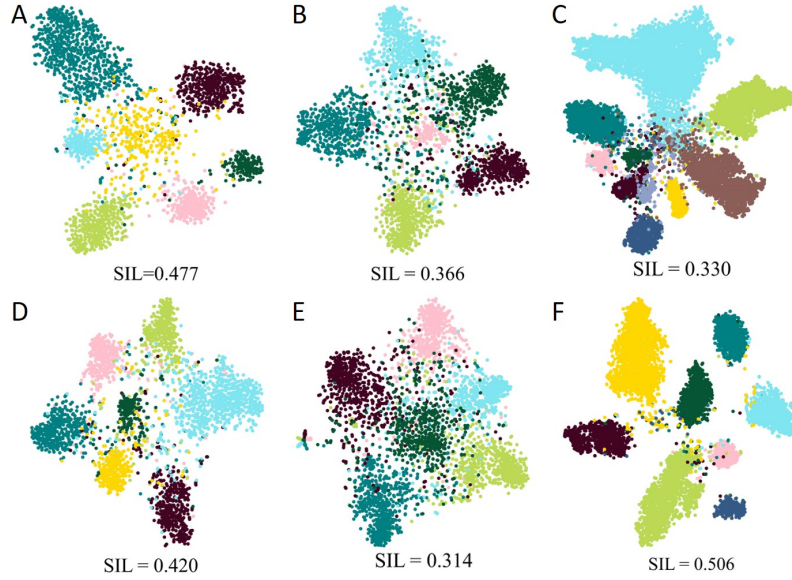 A
B
C
SIL=0.477
SIL = 0.366
SIL = 0.330
D
E
F
SIL = 0.420
SIL = 0.314
SIL = 0.506